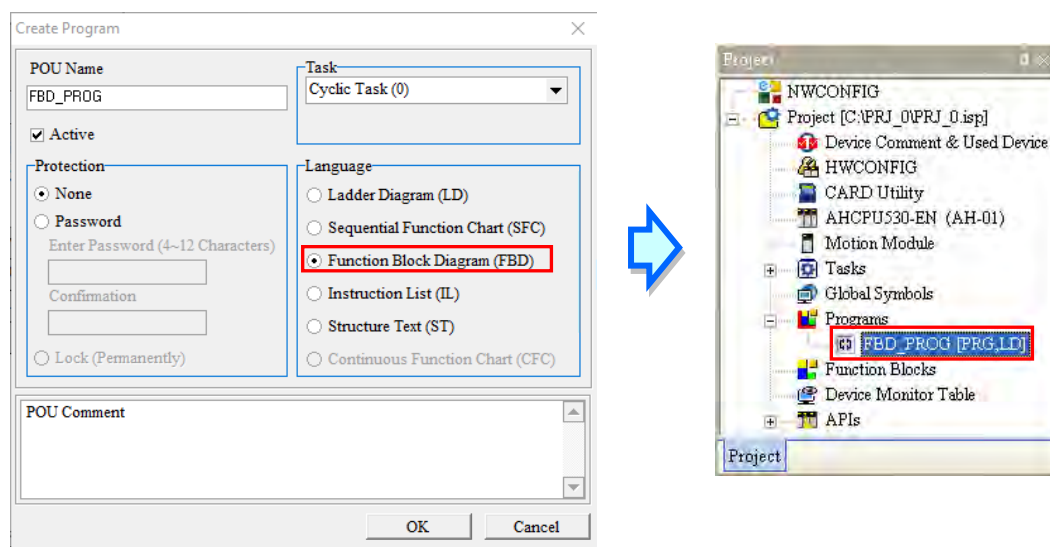 Create Program
POU Name
FBD_PROG
Active
Task
Cyclic Task (0)
Protection
None
Password
Enter Password (4~12 Characters)
Confirmation
Lock (Permanently)
Language
Ladder Diagram (LD)
Sequential Function Chart (SFC)
Function Block Diagram (FBD)
Instruction List (IL)
Structure Text (ST)
Continuous Function Chart (CFC)
POU Comment
OK
Cancel
Project
NWCONFIG
Project [C:\PRJ_0\PRJ_0.isp]
Device Comment & Used Device
HWCONFIG
CARD Utility
AHCPU530-EN (AH-01)
Motion Module
Tasks
Global Symbols
Programs
FBD_PROG [PRG,LD]
Function Blocks
Device Monitor Table
APIs
Project